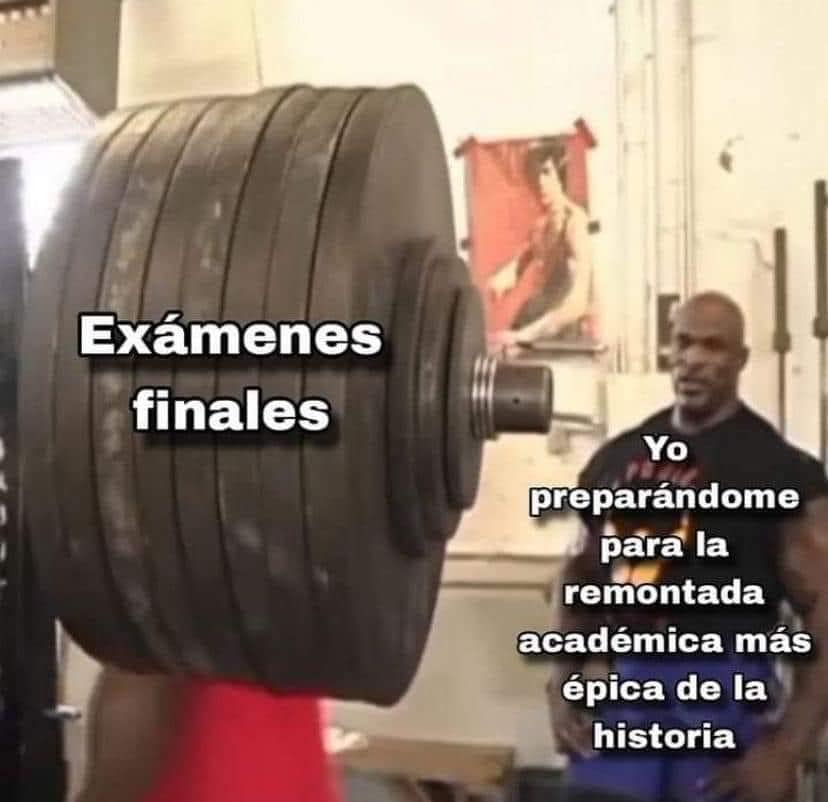 Exámenes
finales
Yo
preparándome
para la
remontada
académica más
épica de la
historia